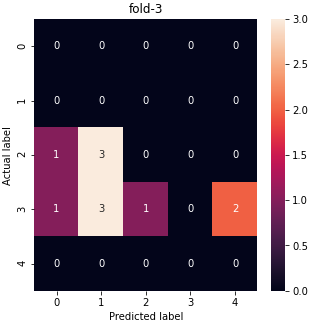 fold-3
0 0 0 0 0 0
1 0 0 0 0 0
2 1 3 0 0 0
3 1 3 1 0 2
4 0 0 0 0 0
0 1 2 3 4
Actual label
Predicted label
3.0
2.5
2.0
1.5
1.0
0.5
0.0